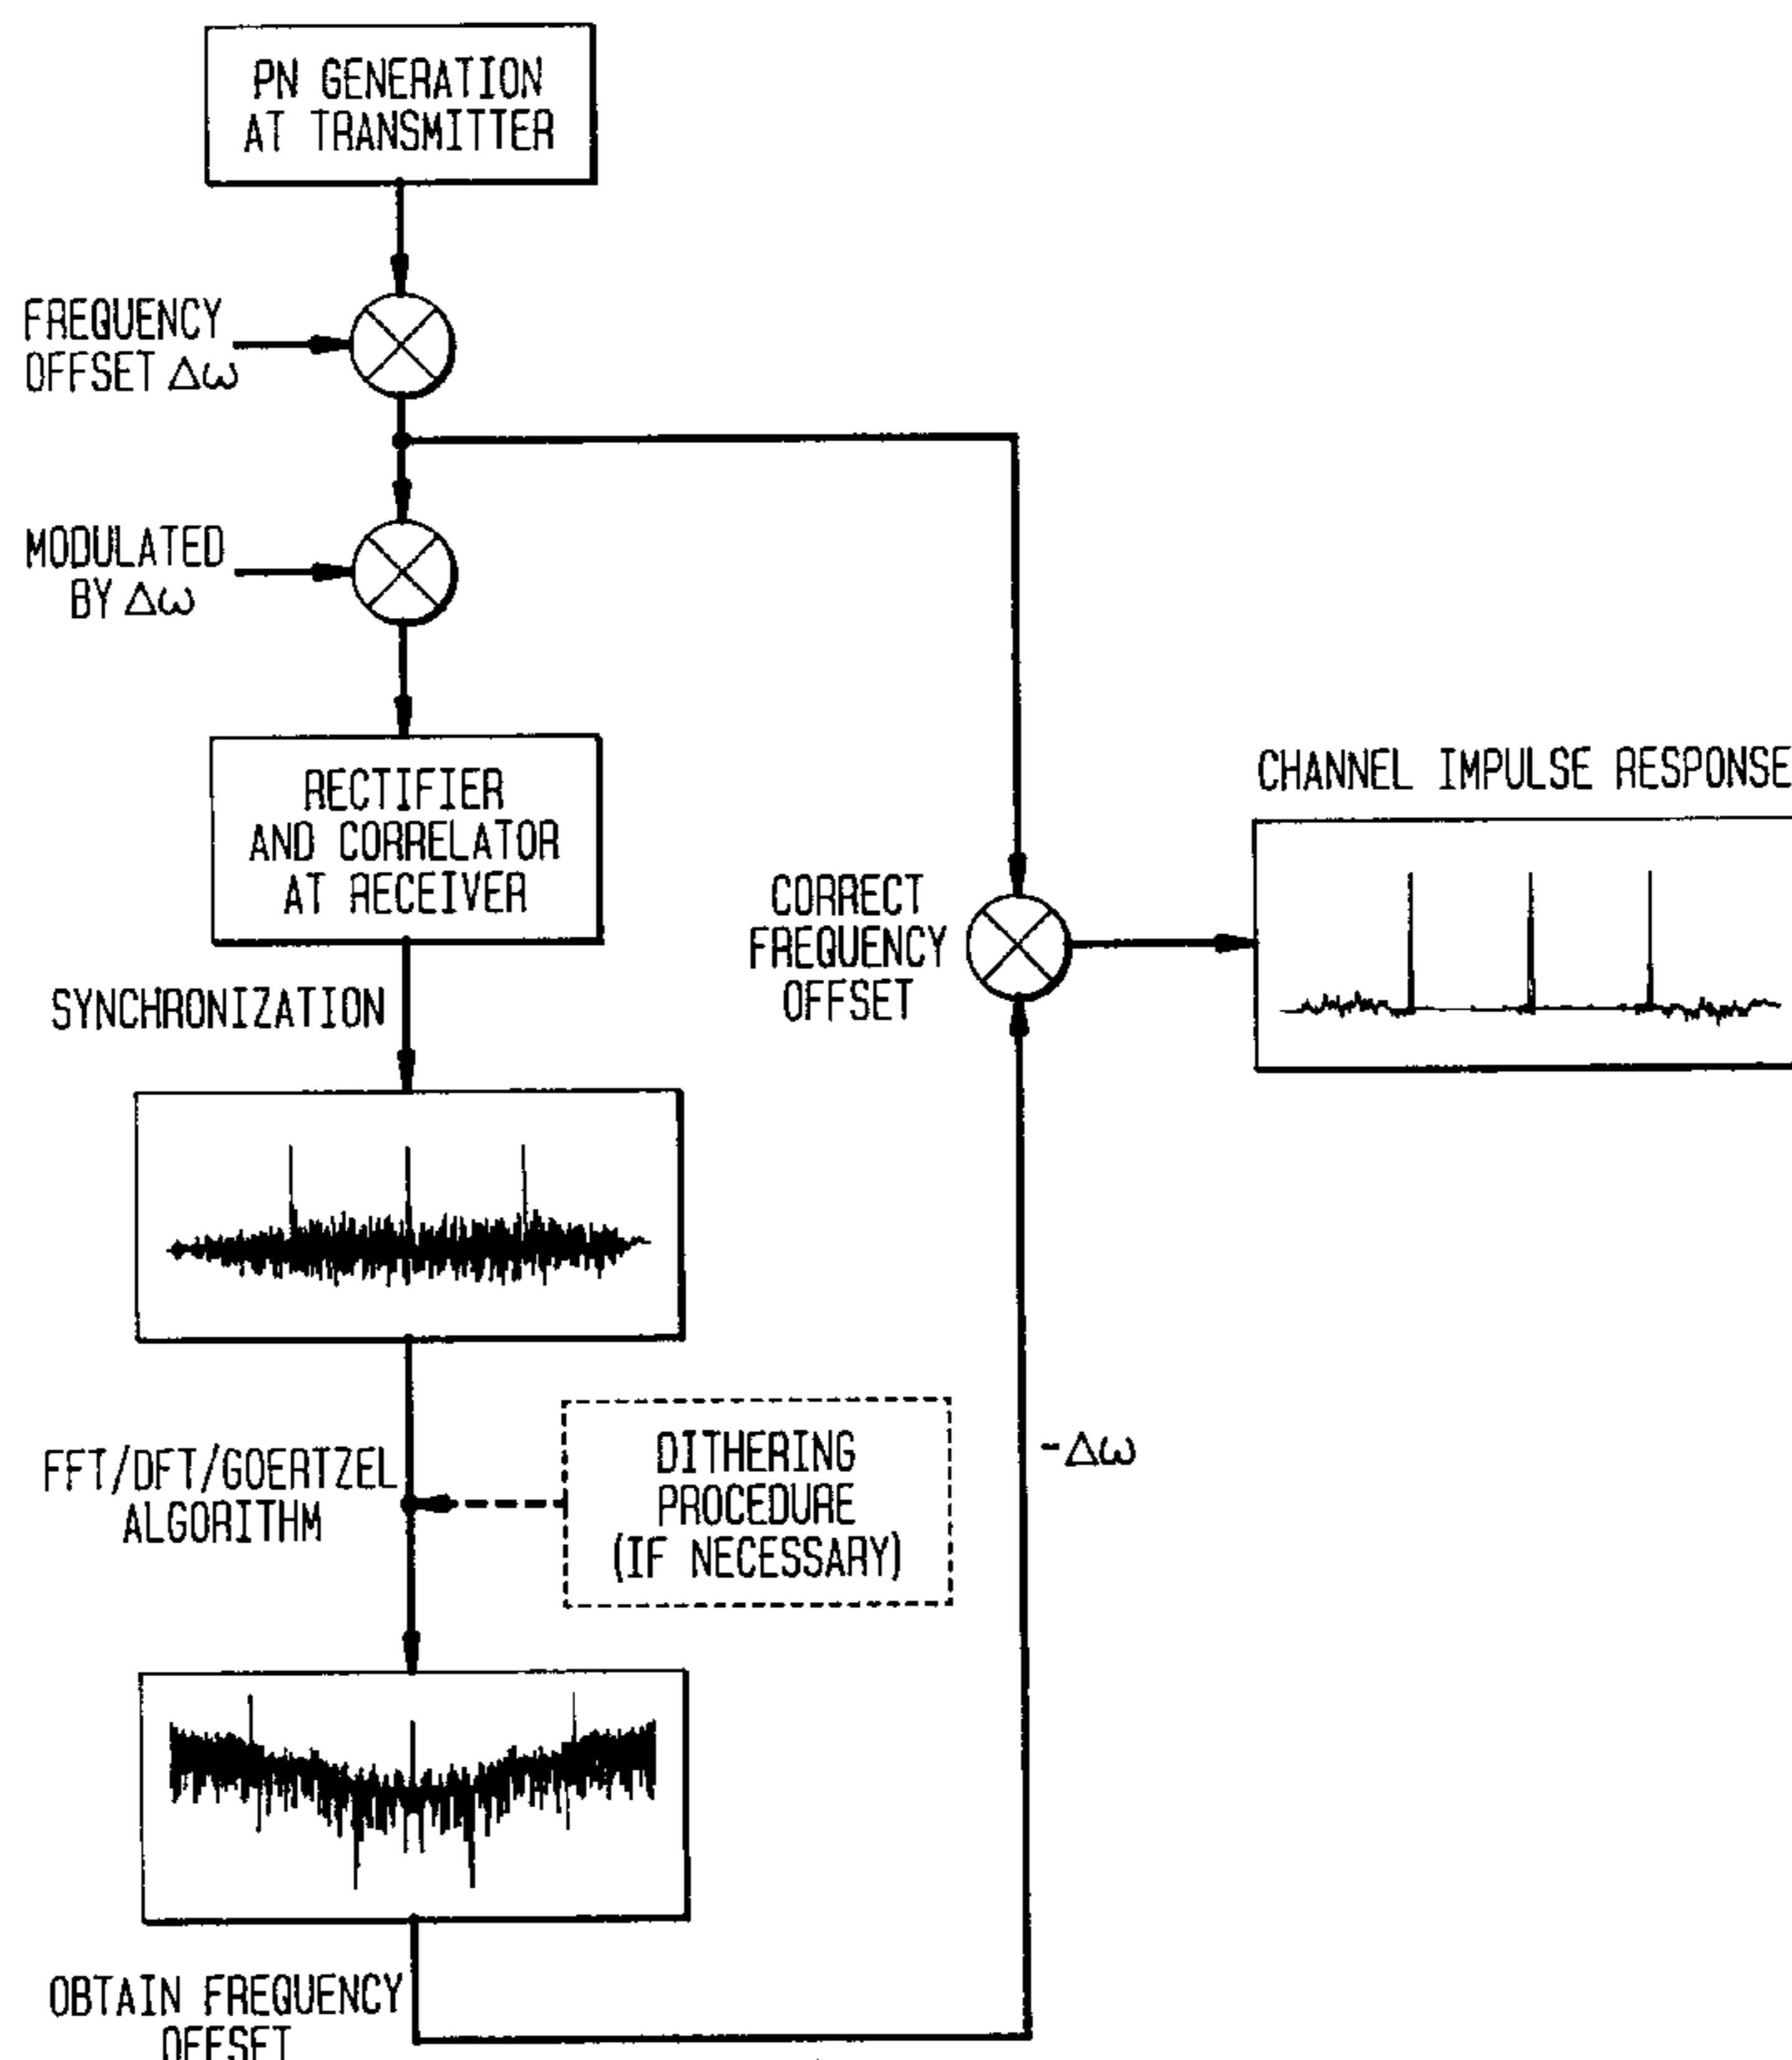 PN GENERATION
AT TRANSMITTER
FREQUENCY
OFFSET Δω
MODULATED
BY Δω
RECTIFIER
AND CORRELATOR
AT RECEIVER
CHANNEL IMPULSE RESPONSE
CORRECT
FREQUENCY
OFFSET
SYNCHRONIZATION
FFT/DFT/GOERTZEL
ALGORITHM
DITHERING
PROCEDURE
(IF NECESSARY)
-Δω
OBTAIN FREQUENCY
OFFSET